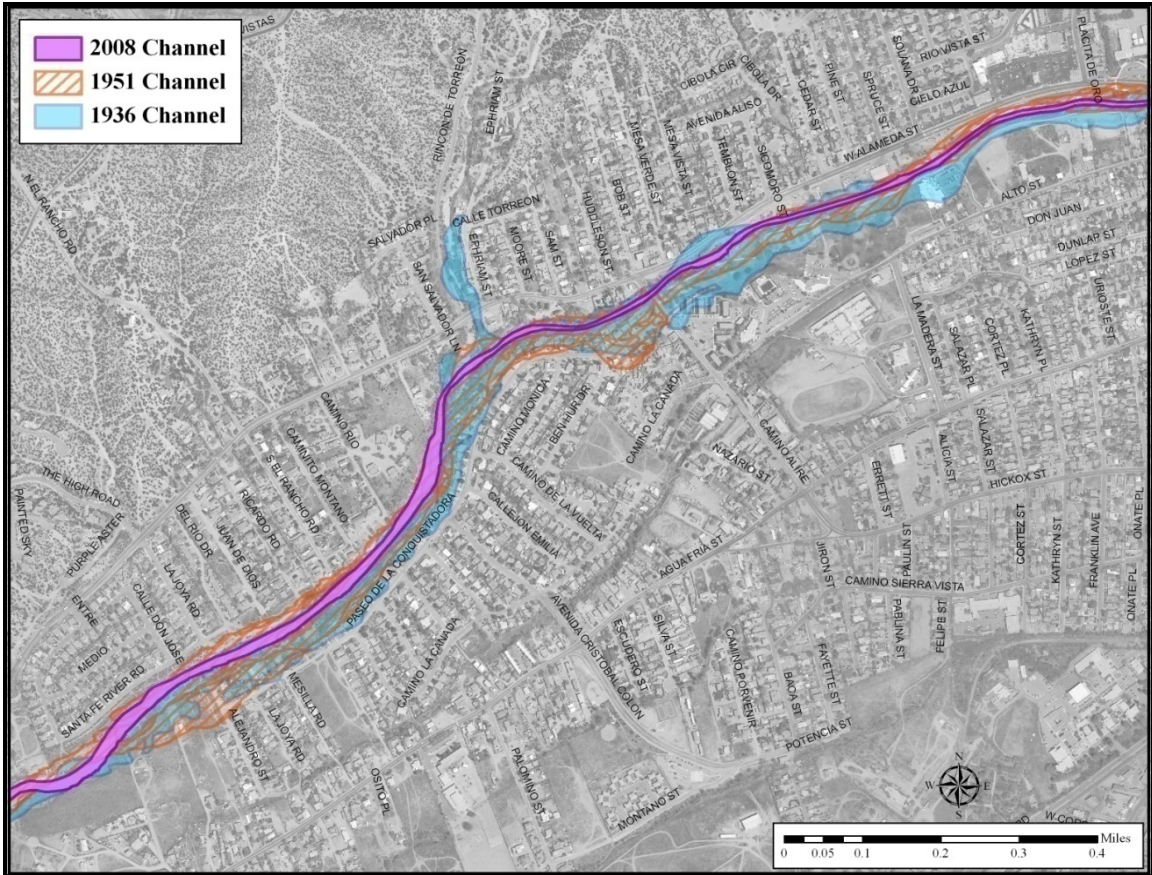 2008 Channel
1951 Channel
1936 Channel
VISTAS
N EL RANCHO RD
RINCON DE TORREON
EPHRIAM ST
CIBOLA CIR
CIBOLA DR
AVENIDA ALISO
CEDAR ST
PINE ST
SPRUCE ST
SOLANA DR
RIO VISTA ST
CIELO AZUL
PLACITA DE ORO
W ALAMEDA ST
MESA VERDE ST
MESA VISTA ST
TEMBLON ST
SICOMORO ST
BOB ST
HUDDLESON ST
SALVADOR PL
CALLE TORREON
EPHRIAM ST
MOORE ST
SAM ST
SAN SALVADOR LN
ALTO ST
DON JUAN
DUNLAP ST
LOPEZ ST
URIOSTE ST
LA MADERA ST
SALAZAR PL
CORTEZ PL
KATHRYN PL
CAMINO RIO
CAMINITO MONTANO
S EL RANCHO RD
RICARDO RD
JUAN DE DIOS
DEL RIO DR
LA JOYA RD
CALLE DON JOSE
THE HIGH ROAD
PAINTED SKY
PURPLE ASTER
ENTRE
MEDIO
SANTA FE RIVER RD
CAMINO MONICA
BEN HUR DR
CAMINO LA CANADA
CAMINO ALIRE
NAZARIO ST
CAMINO DE LA VUELTA
CALLEJON EMILIA
PASEO DE LA CONQUISTADORA
AGUA FRIA ST
ALICIA ST
SALAZAR ST
HICKOX ST
ERRETT ST
PAULIN ST
JIRON ST
CAMINO SIERRA VISTA
CORTEZ ST
KATHRYN ST
FRANKLIN AVE
ONATE PL
ONATE PL
PAULIN ST
FELIPE ST
AVENIDA CRISTOBAL COLON
ESCUDERO ST
SILVA ST
CAMINO PORVENIR
BACA ST
FAYETTE ST
POTENCIA ST
CAMINO LA CANADA
MESILLA RD
LA JOYA RD
ALEJANDRO ST
OSITO PL
PALOMINO ST
MONTANO ST
N
W
E
S
RD
Miles
0
0.05
0.1
0.2
0.3
0.4